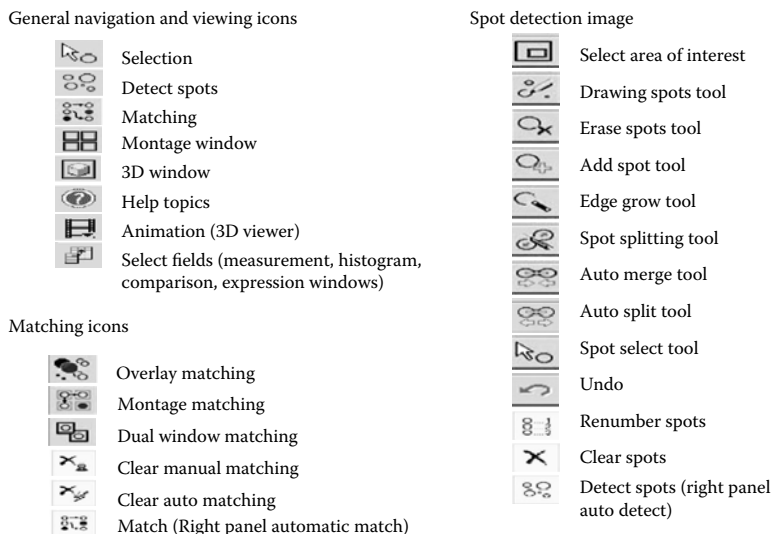 General navigation and viewing icons
Selection
Detect spots
Matching
Montage window
3D window
Help topics
Animation (3D viewer)
Select fields (measurement, histogram,
comparison, expression windows)
Matching icons
Overlay matching
Montage matching
Dual window matching
Clear manual matching
Clear auto matching
Match (Right panel automatic match)
Spot detection image
Select area of interest
Drawing spots tool
Erase spots tool
Add spot tool
Edge grow tool
Spot splitting tool
Auto merge tool
Auto split tool
Spot select tool
Undo
Renumber spots
Clear spots
Detect spots (right panel
auto detect)